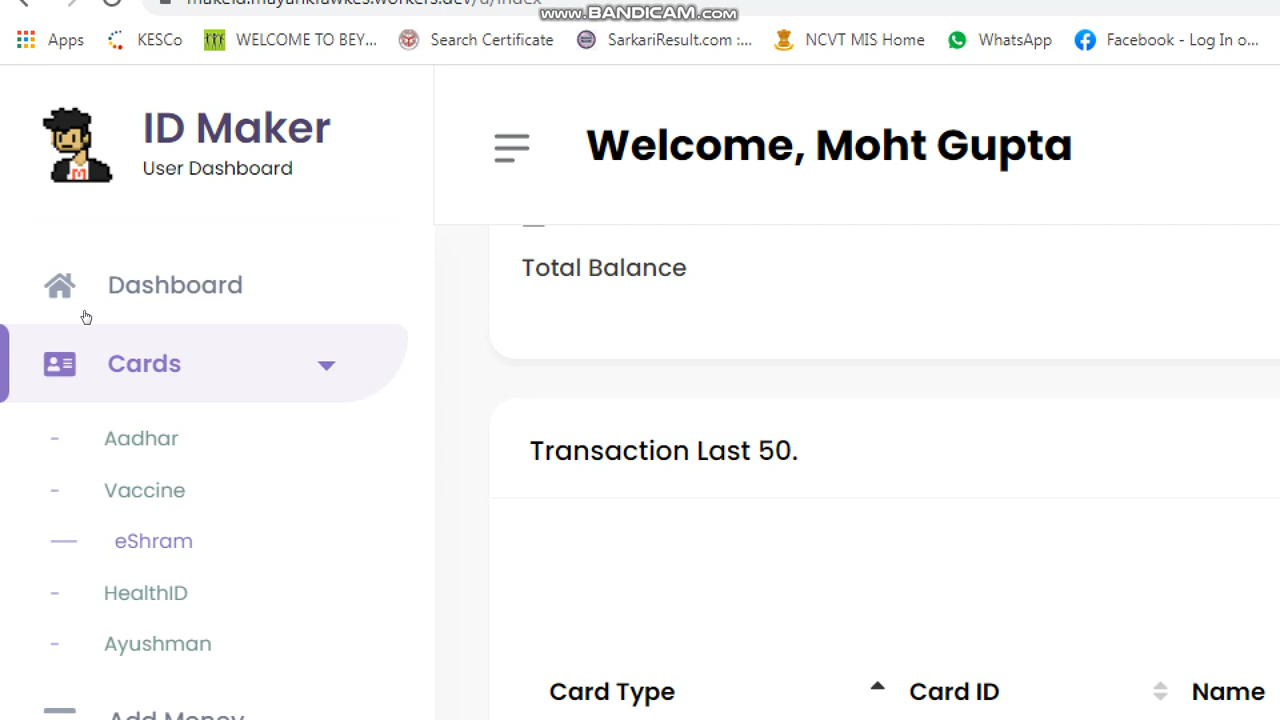 www.BANDICAM.com
Apps KESCo WELCOME TO BEY... Search Certificate SarkariResult.com :... NCVT MIS Home WhatsApp Facebook - Log In o...
ID Maker
User Dashboard
Welcome, Moht Gupta
Dashboard
Total Balance
Cards
- Aadhar
Transaction Last 50.
- Vaccine
— eShram
- HealthID
- Ayushman
Card Type Card ID Name
Add Money